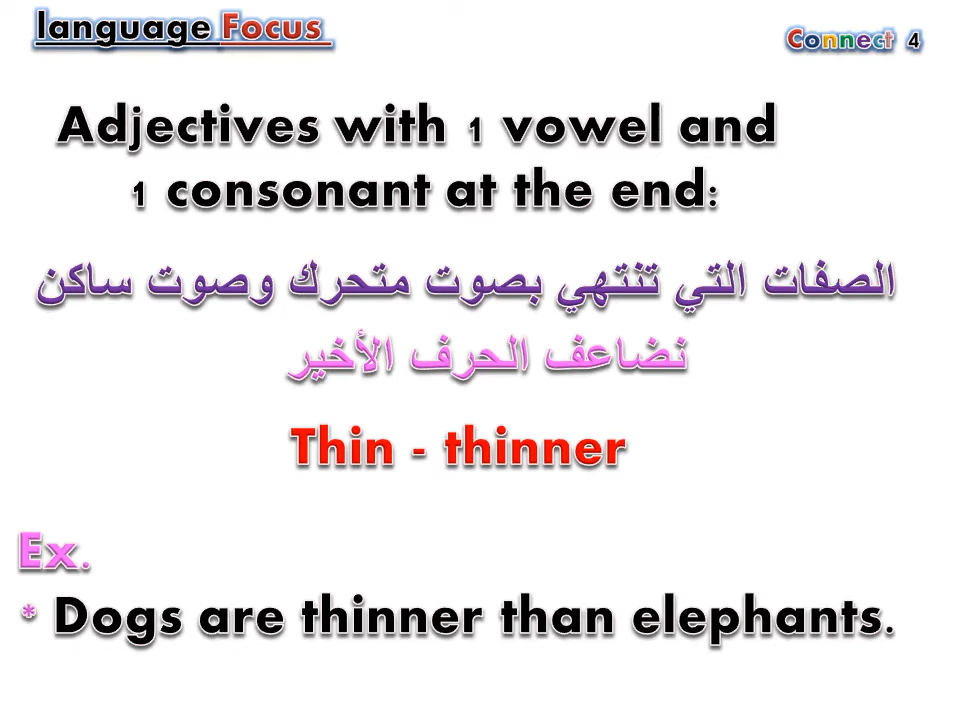 language Focus
Connect 4
Adjectives with 1 vowel and
1 consonant at the end:
الصفات التي تنتهي بصوت متحرك وصوت ساكن
نضاعف الحرف الأخير
Thin - thinner
Ex.
* Dogs are thinner than elephants.